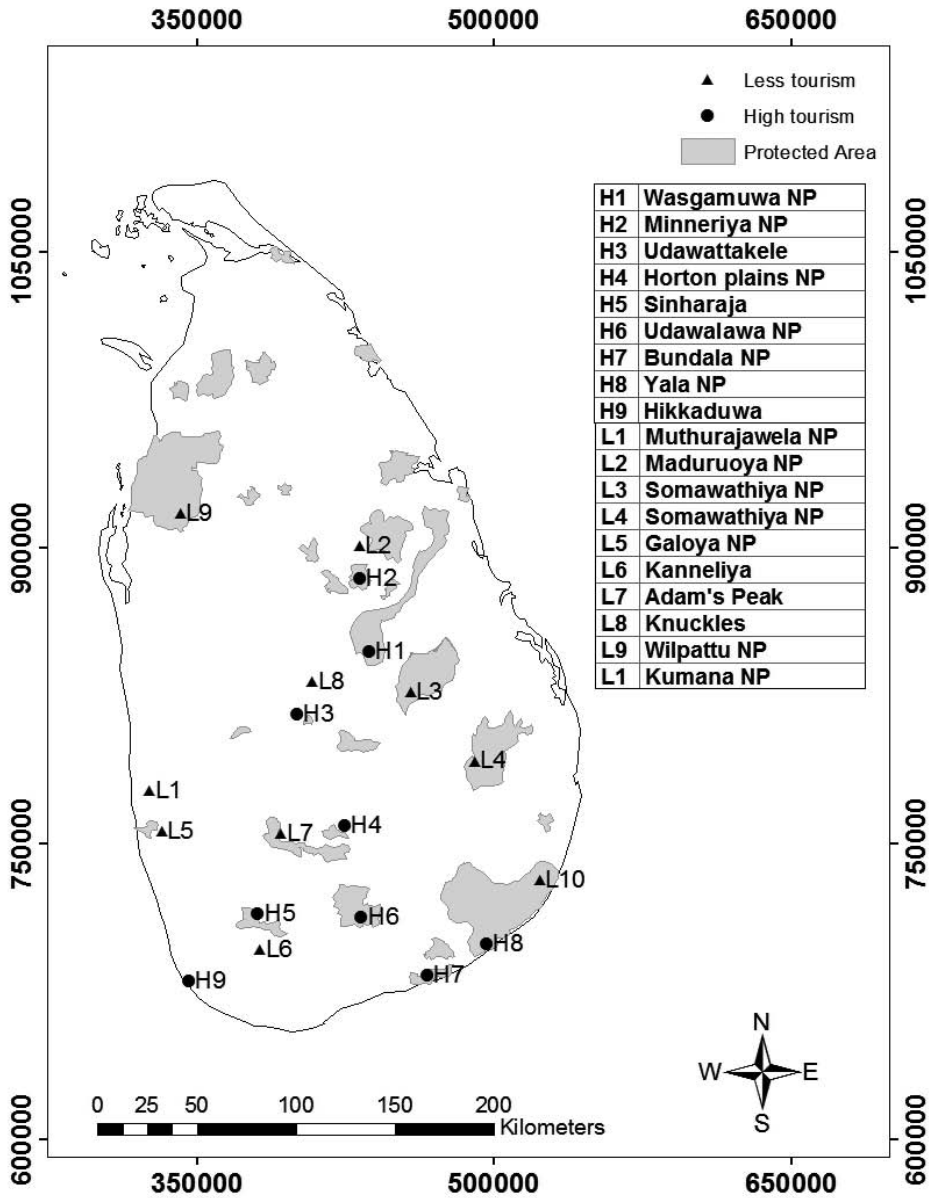 350000 500000 650000
Less tourism
High tourism
Protected Area
H1 Wasgamuwa NP
H2 Minneriya NP
H3 Udawattakele
H4 Horton plains NP
H5 Sinharaja
H6 Udawalawa NP
H7 Bundala NP
H8 Yala NP
H9 Hikkaduwa
L1 Muthurajawela NP
L2 Maduruoya NP
L3 Somawathiya NP
L4 Somawathiya NP
L5 Galoya NP
L6 Kanneliya
L7 Adam's Peak
L8 Knuckles
L9 Wilpattu NP
L1 Kumana NP
1050000 1050000
900000 900000
750000 750000
600000 600000
L9
L2
H2
H1
L8
L3
H3
L4
L1
L5
L7
H4
L10
H5
H6
L6
H8
H7
H9
N
W E
S
0 25 50 100 150 200
Kilometers
350000 500000 650000